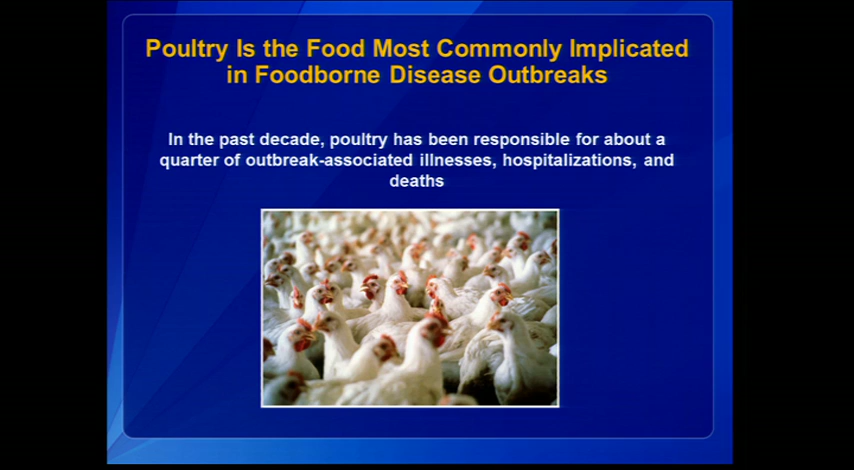 Poultry Is the Food Most Commonly Implicated
in Foodborne Disease Outbreaks
In the past decade, poultry has been responsible for about a
quarter of outbreak-associated illnesses, hospitalizations, and
deaths